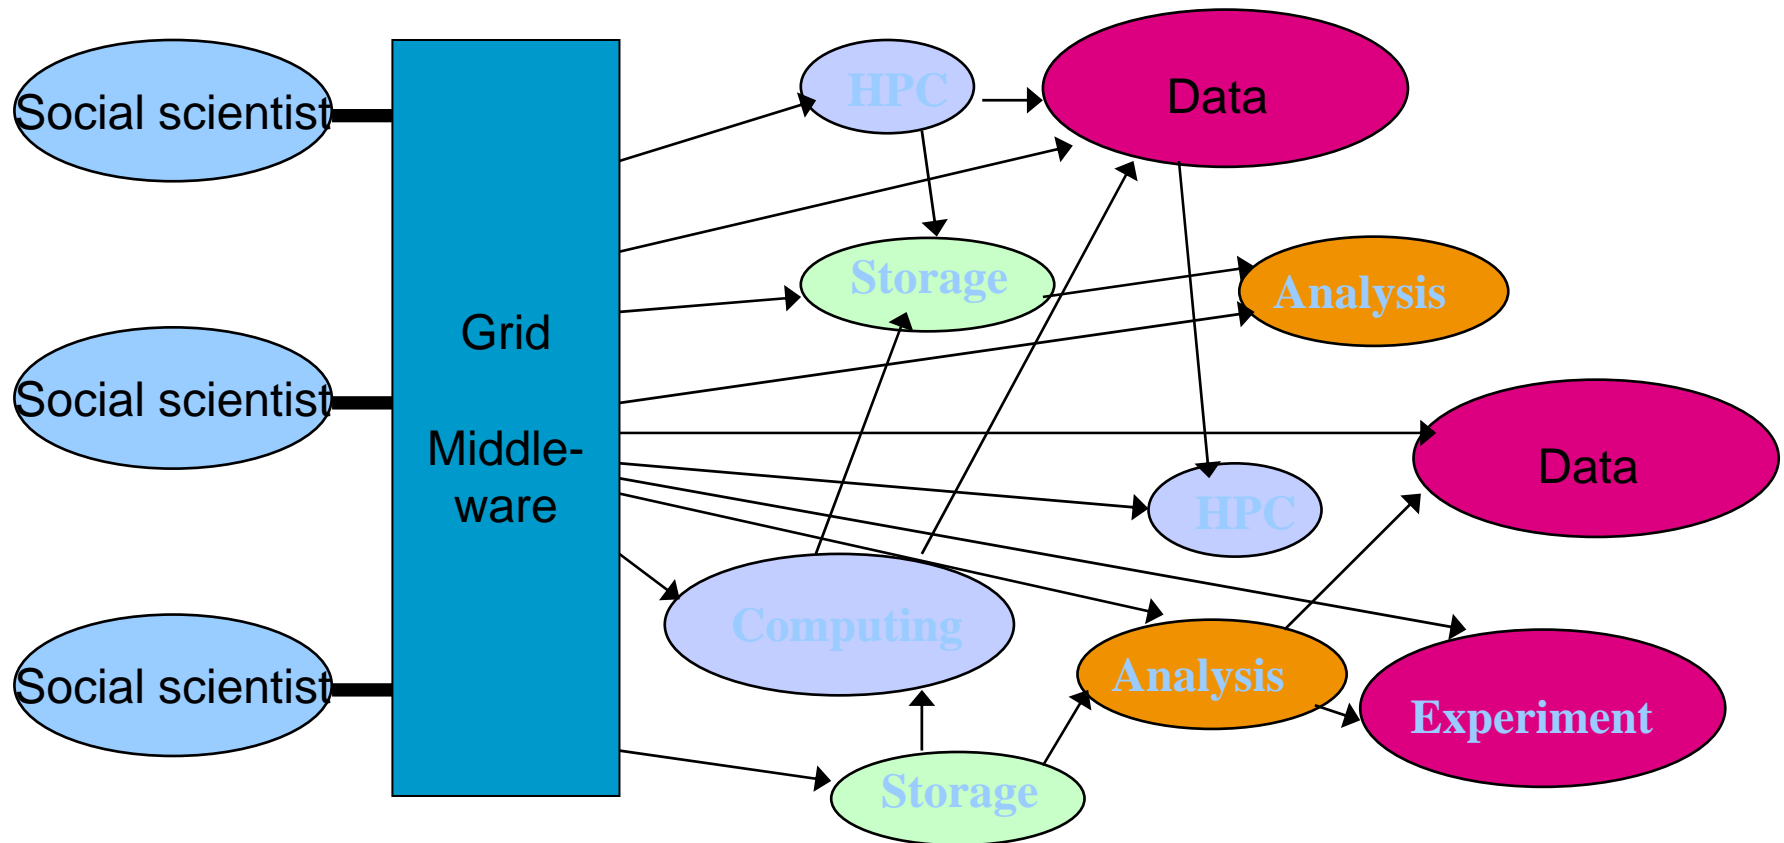 Social scientist
Social scientist
Social scientist
Grid
Middle-
ware
HPC
Data
Storage
Analysis
Data
HPC
Computing
Analysis
Experiment
Storage